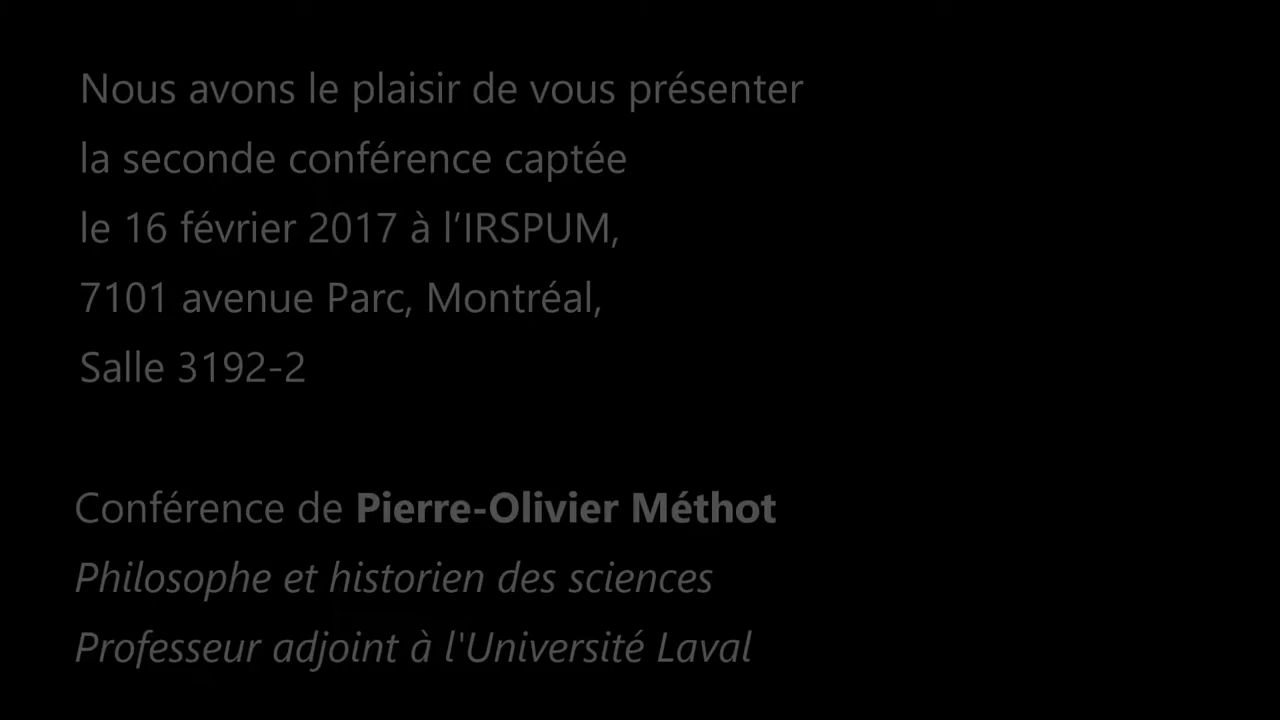 Nous avons le plaisir de vous présenter
la seconde conférence captée
le 16 février 2017 à l’IRSPUM,
7101 avenue Parc, Montréal,
Salle 3192-2
Conférence de Pierre-Olivier Méthot
Philosophe et historien des sciences
Professeur adjoint à l'Université Laval